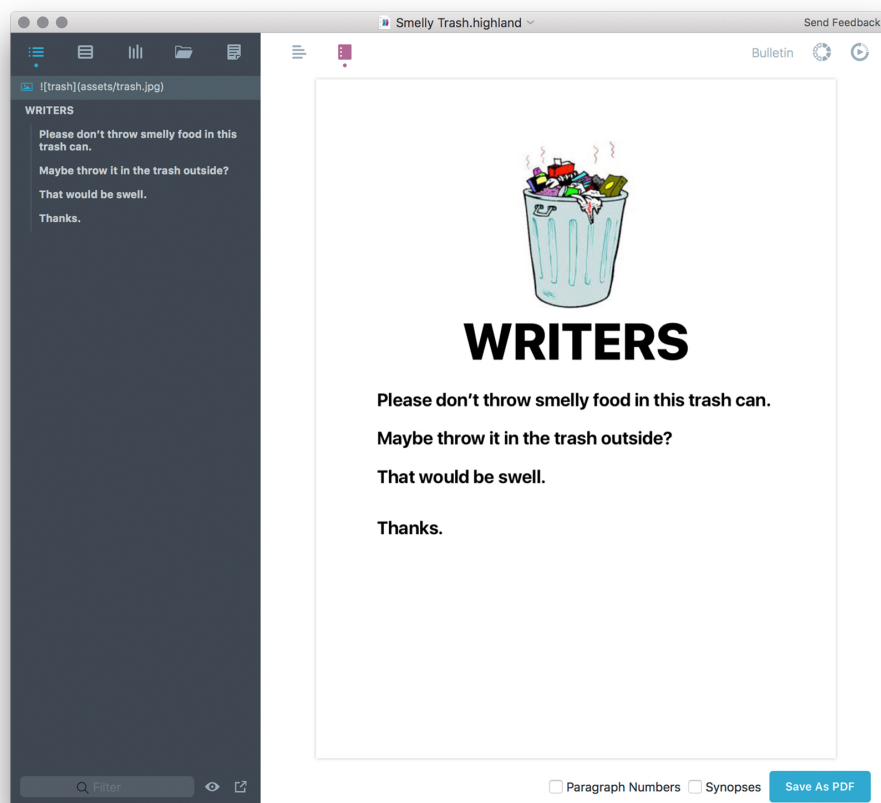 Smelly Trash.highland
Send Feedback
![trash](assets/trash.jpg)
WRITERS
Please don’t throw smelly food in this
trash can.
Maybe throw it in the trash outside?
That would be swell.
Thanks.
Filter
Bulletin
WRITERS
Please don’t throw smelly food in this trash can.
Maybe throw it in the trash outside?
That would be swell.
Thanks.
Paragraph Numbers
Synopses
Save As PDF